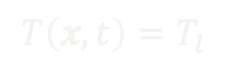 T(x, t) = T_l